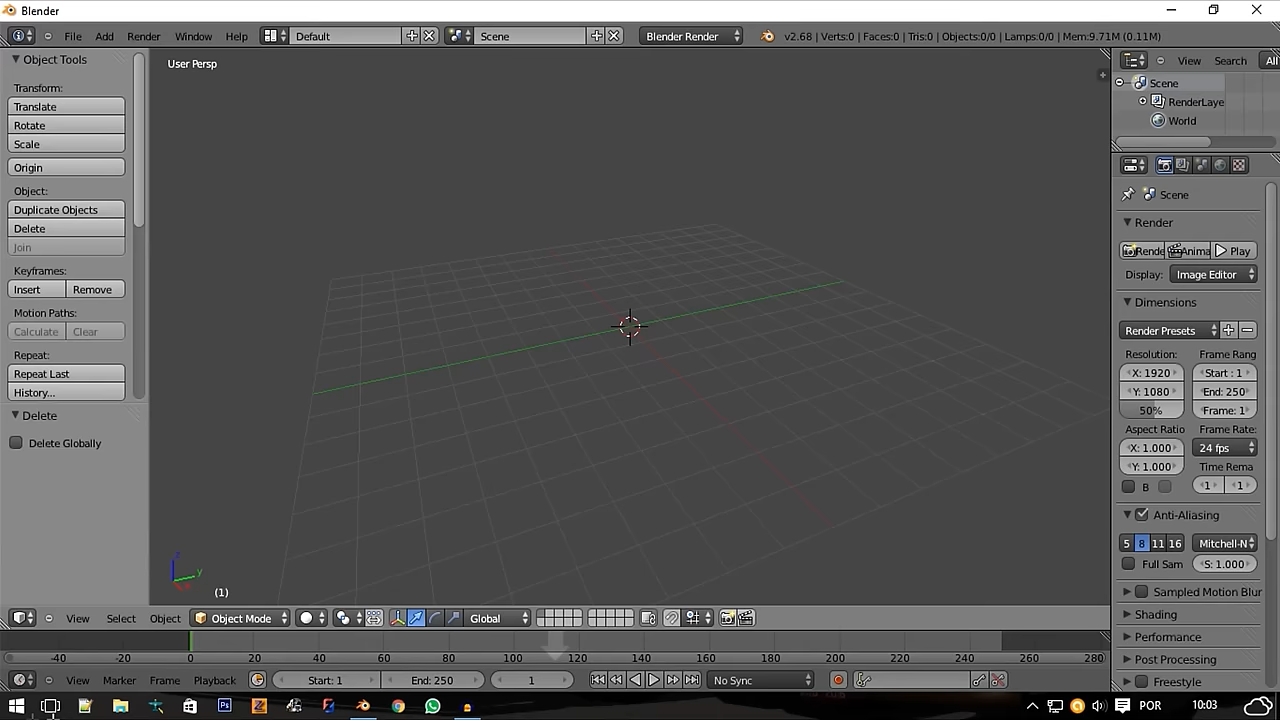 Blender
File Add Render Window Help Default Scene Blender Render v2.68 | Verts:0 | Faces:0 | Tris:0 | Objects:0/0 | Lamps:0/0 | Mem:9.71M (0.11M)
Object Tools
User Persp
View Search All
Transform:
Translate
Rotate
Scale
Origin
Object:
Duplicate Objects
Delete
Join
Keyframes:
Insert Remove
Motion Paths:
Calculate Clear
Repeat:
Repeat Last
History...
Delete
Delete Globally
z
y
(1)
Scene
RenderLaye
World
Scene
Render
Rende Anima Play
Display: Image Editor
Dimensions
Render Presets
Resolution: Frame Rang
X: 1920 Start: 1
Y: 1080 End: 250
50% Frame: 1
Aspect Ratio Frame Rate:
X: 1.000 24 fps
Y: 1.000 Time Rema
B 1 1
Anti-Aliasing
5 8 11 16 Mitchell-N
Full Sam S: 1.000
Sampled Motion Blur
Shading
Performance
Post Processing
Freestyle
View Select Object Object Mode Global
-40 -20 0 20 40 60 80 100 120 140 160 180 200 220 240 260 280
View Marker Frame Playback Start: 1 End: 250 1 No Sync
Ps POR 10:03